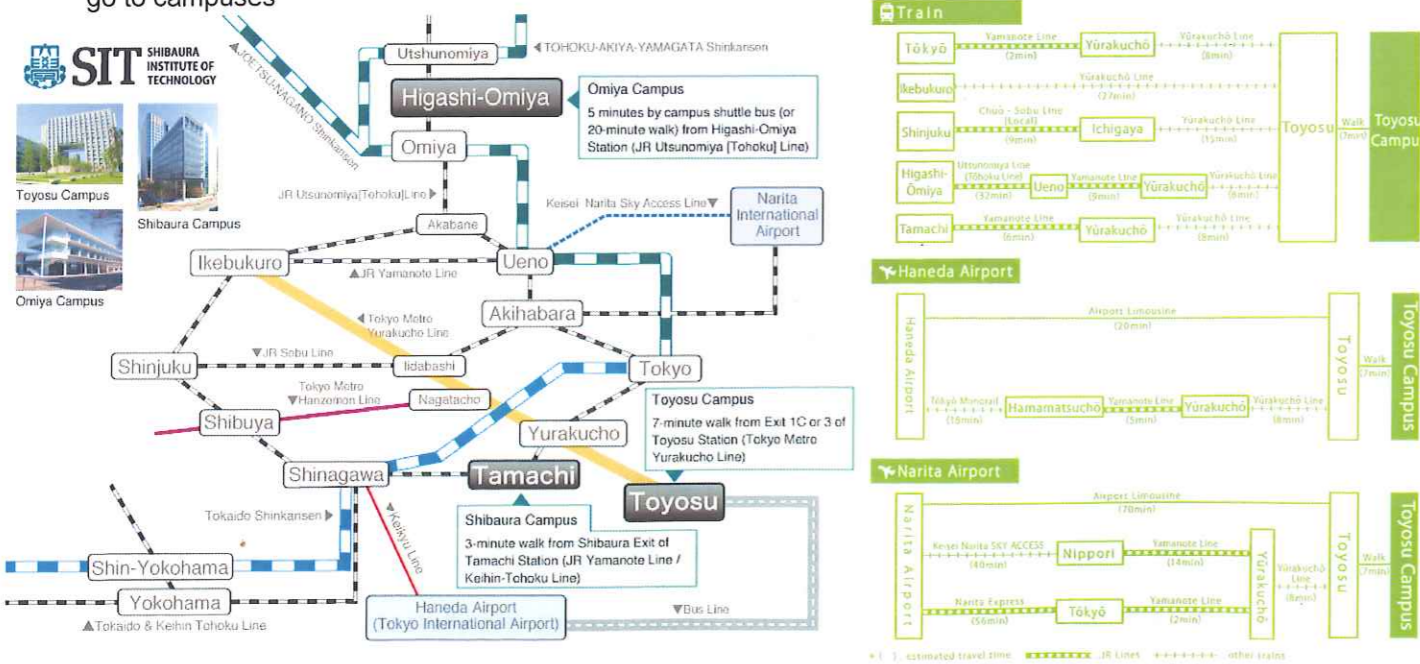 go to campuses
SIT
SHIBAURA
INSTITUTE OF
TECHNOLOGY
Toyosu Campus
Shibaura Campus
Omiya Campus
▲JOETSU-NAGANO Shinkansen
Utshunomiya
◀TOHOKU-AKIYA-YAMAGATA Shinkansen
Higashi-Omiya
Omiya Campus
5 minutes by campus shuttle bus (or
20-minute walk) from Higashi-Omiya
Station (JR Utsunomiya [Tohoku] Line)
Omiya
JR Utsunomiya[Tohoku]Line▶
Keisei Narita Sky Access Line▼
Narita
International
Airport
Akabane
Ikebukuro
▲JR Yamanote Line
Ueno
◀Tokyo Metro
Yurakucho Line
Akihabara
▼JR Sobu Line
Shinjuku
Iidabashi
Tokyo
Tokyo Metro
▼Hanzomon Line
Nagatacho
Shibuya
Yurakucho
Toyosu Campus
7-minute walk from Exit 1C or 3 of
Toyosu Station (Tokyo Metro
Yurakucho Line)
Shinagawa
Tamachi
Toyosu
Tokaido Shinkansen▶
◀Keikyu Line
Shibaura Campus
3-minute walk from Shibaura Exit of
Tamachi Station (JR Yamanote Line /
Keihin-Tohoku Line)
Shin-Yokohama
Yokohama
▲Tokaido & Keihin Tohoku Line
Haneda Airport
(Tokyo International Airport)
▼Bus Line
Train
Tōkyō
Yamanote Line
(2min)
Yūrakuchō
Yūrakuchō Line
(8min)
Ikebukuro
Yūrakuchō Line
(27min)
Shinjuku
Chuō - Sobu Line
(Local)
(9min)
Ichigaya
Yūrakuchō Line
(15min)
Higashi-
Ōmiya
Utsunomiya Line
(Tōhoku Line)
(32min)
Ueno
Yamanote Line
(9min)
Yūrakuchō
Yūrakuchō Line
(8min)
Tamachi
Yamanote Line
(6min)
Yūrakuchō
Yūrakuchō Line
Toyosu
Walk
(7min)
Toyosu
Campu
Haneda Airport
Haneda Airport
Airport Limousine
(20min)
Tōkyō Monorail
Hamamatsuchō
Yamanote Line
(5min)
Yūrakuchō
Yūrakuchō Line
(8min)
Toyosu
Walk
(7min)
Toyosu Campus
Narita Airport
Narita Airport
Airport Limousine
(70min)
Keisei Narita SKY ACCESS
(40min)
Nippori
Yamanote Line
(14min)
Narita Express
(56min)
Tōkyō
Yamanote Line
(2min)
Yūrakuchō
Yūrakuchō
Line
(8min)
Toyosu
Walk
(7min)
Toyosu Campus
* ( ) : estimated travel time
JR Lines
other trains